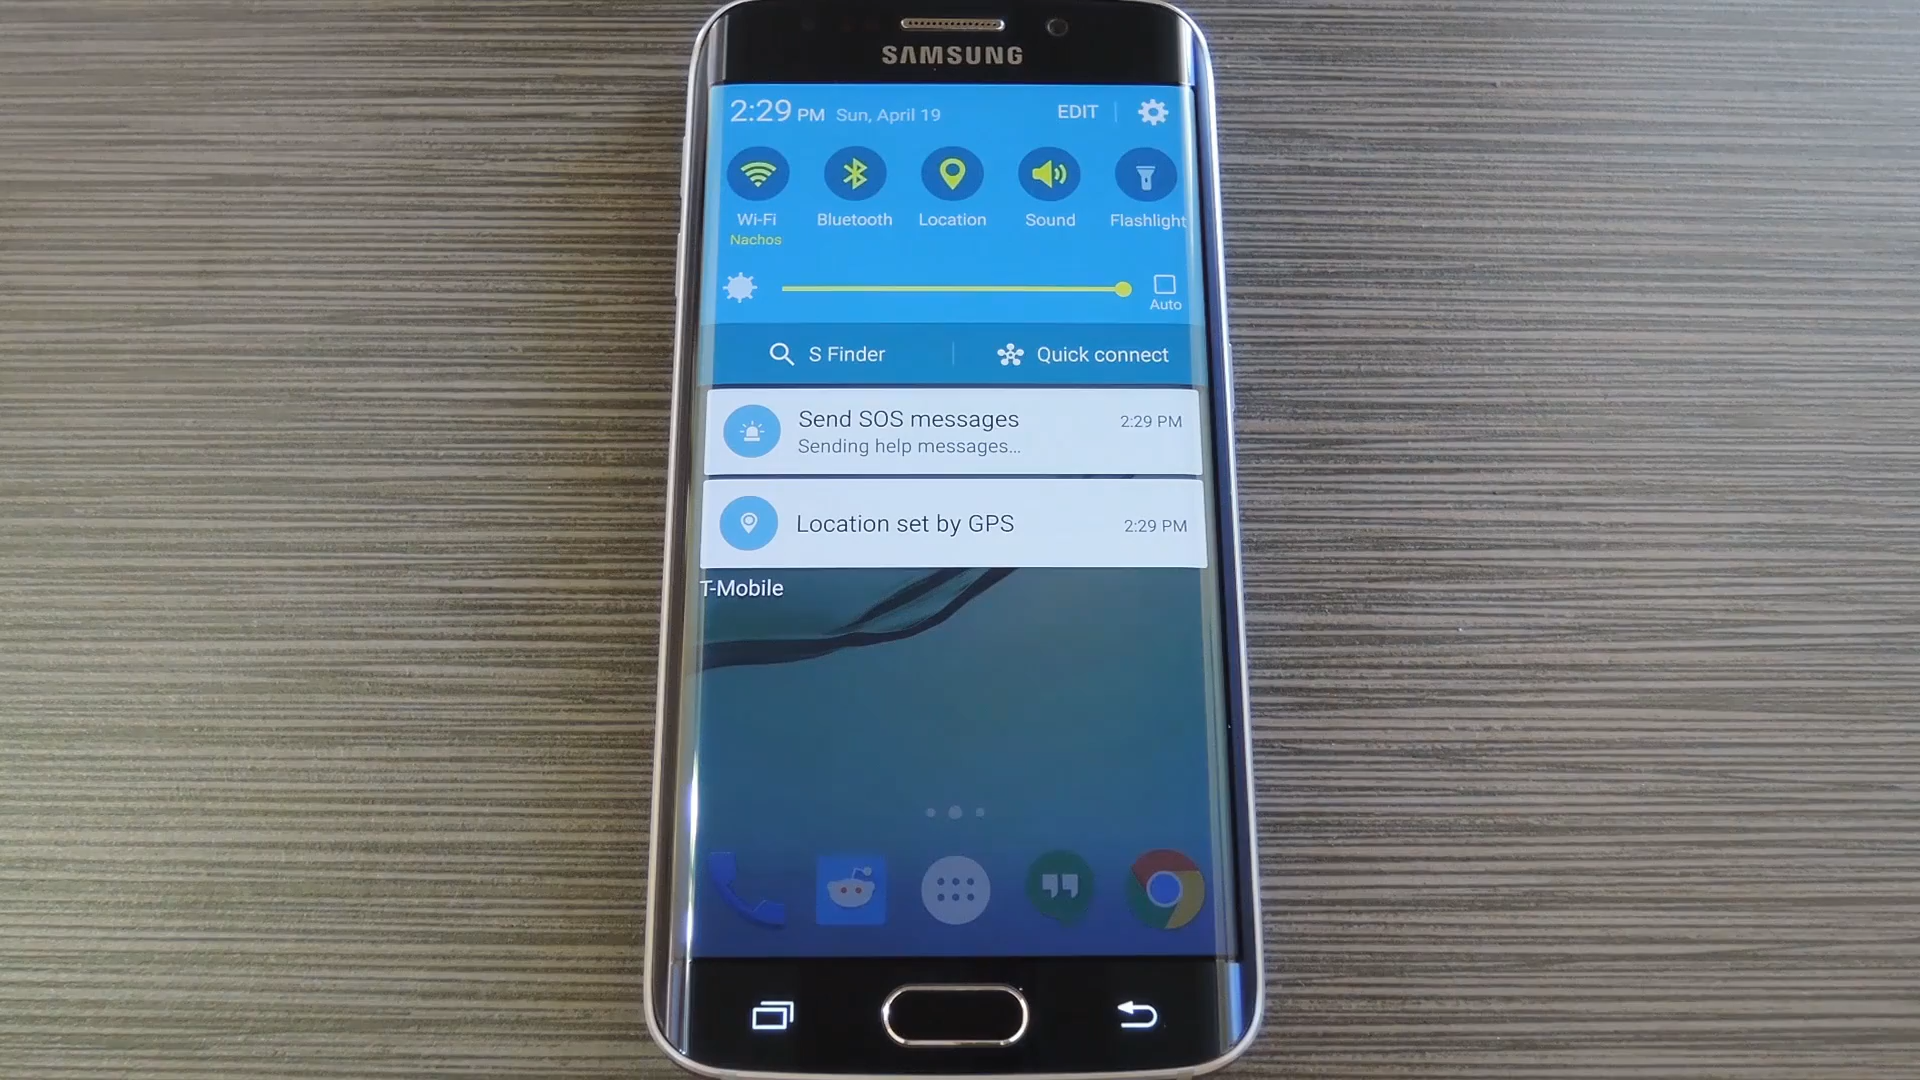 SAMSUNG
2:29 PM Sun, April 19 EDIT
Wi-Fi Bluetooth Location Sound Flashlight
Nachos
Auto
S Finder Quick connect
Send SOS messages 2:29 PM
Sending help messages...
Location set by GPS 2:29 PM
T-Mobile